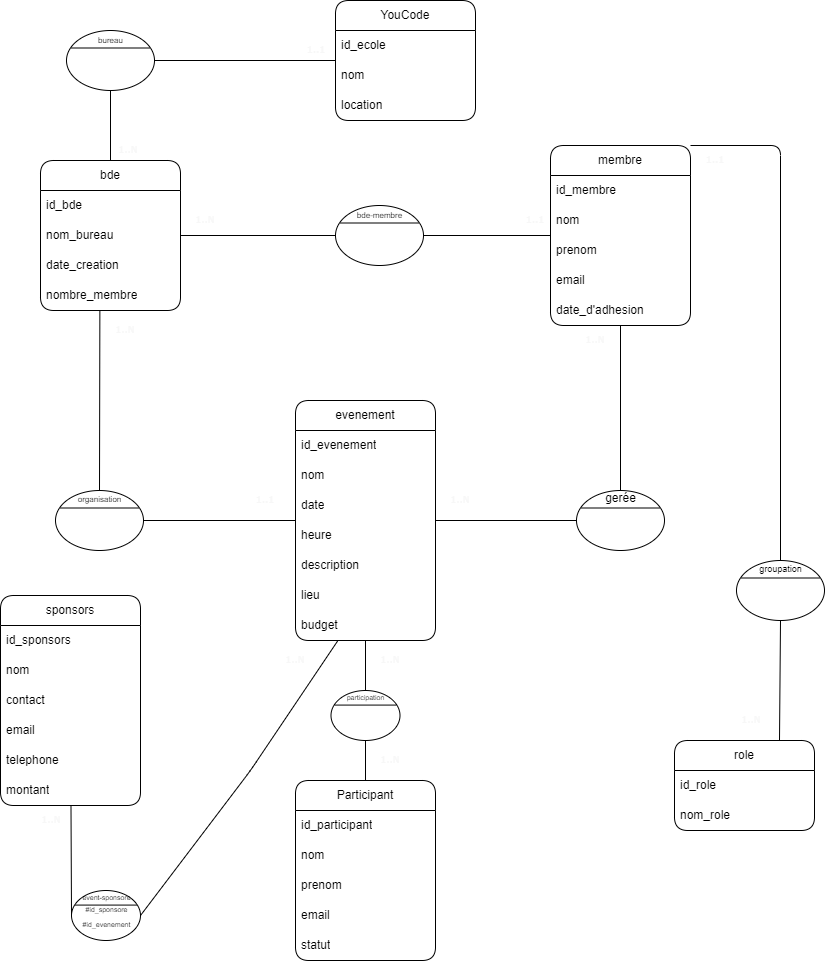 YouCode
id_ecole
nom
location
bureau
1..1
1..N
bde
id_bde
nom_bureau
date_creation
nombre_membre
1..N
bde-membre
1..1
membre
id_membre
nom
prenom
email
date_d'adhesion
1..1
1..N
1..N
evenement
id_evenement
nom
date
heure
description
lieu
budget
organisation
1..1
1..N
gerée
groupation
sponsors
id_sponsors
nom
contact
email
telephone
montant
1..N
1..N
participation
1..N
1..N
role
id_role
nom_role
Participant
id_participant
nom
prenom
email
statut
1..N
event-sponsore
#id_sponsore
#id_evenement